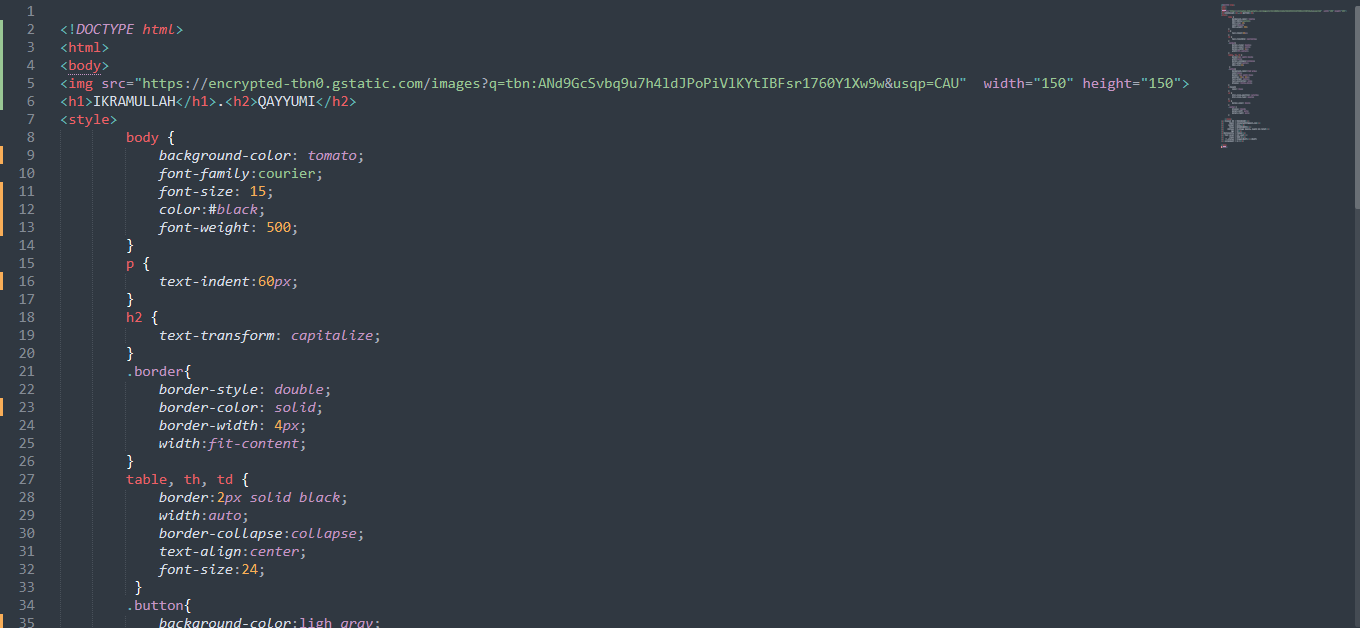 1
2 <!DOCTYPE html>
3 <html>
4 <body>
5 <img src="https://encrypted-tbn0.gstatic.com/images?q=tbn:ANd9GcSvbq9u7h4ldJPoPiVlKYtIBFsr1760Y1Xw9w&usqp=CAU"  width="150" height="150">
6 <h1>IKRAMULLAH</h1>.<h2>QAYYUMI</h2>
7 <style>
8         body {
9             background-color: tomato;
10             font-family:courier;
11             font-size: 15;
12             color:#black;
13             font-weight: 500;
14         }
15         p {
16             text-indent:60px;
17         }
18         h2 {
19             text-transform: capitalize;
20         }
21         .border{
22             border-style: double;
23             border-color: solid;
24             border-width: 4px;
25             width:fit-content;
26         }
27         table, th, td {
28             border:2px solid black;
29             width:auto;
30             border-collapse:collapse;
31             text-align:center;
32             font-size:24;
33          }
34         .button{
35             background-color:ligh gray;